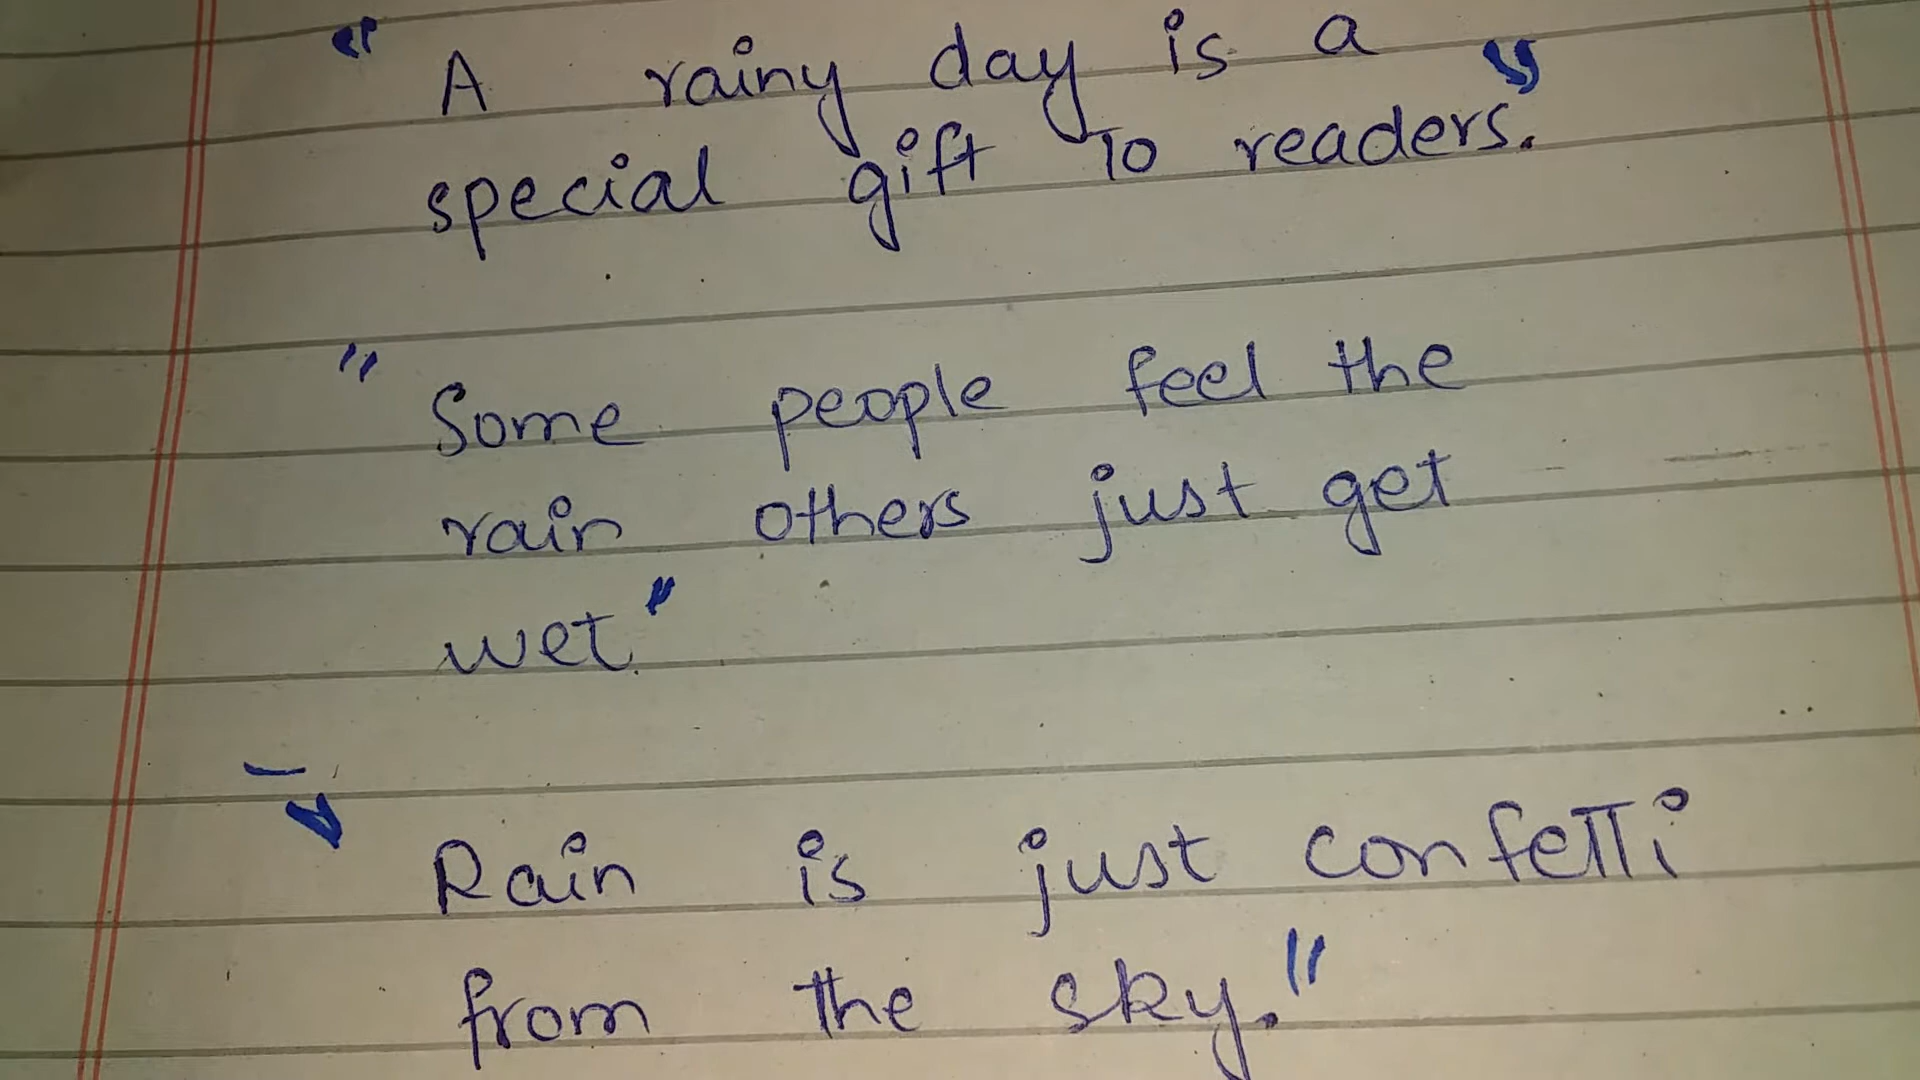 "A rainy day is a
special gift To readers."
"Some people feel the
rain others just get
wet"
"Rain is just confetti
from the sky."